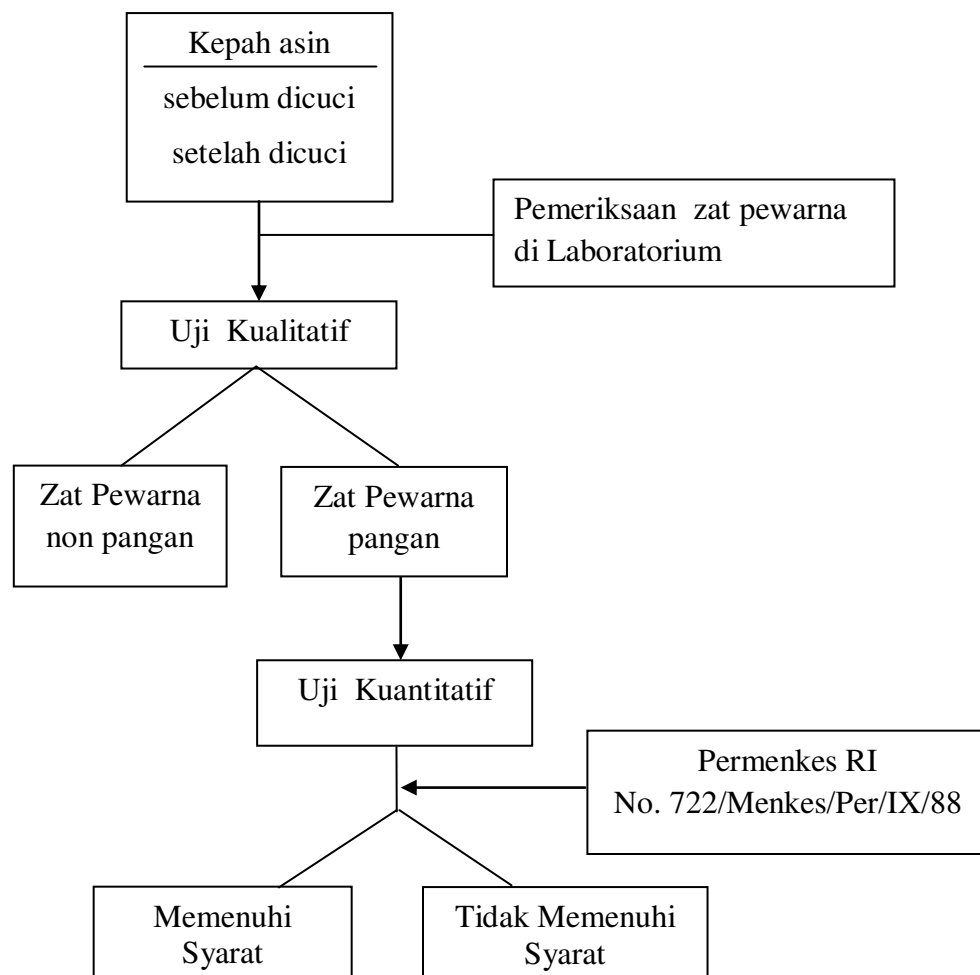 Kepah asin
sebelum dicuci
setelah dicuci
Pemeriksaan zat pewarna
di Laboratorium
Uji Kualitatif
Zat Pewarna
non pangan
Zat Pewarna
pangan
Uji Kuantitatif
Permenkes RI
No. 722/Menkes/Per/IX/88
Memenuhi
Syarat
Tidak Memenuhi
Syarat